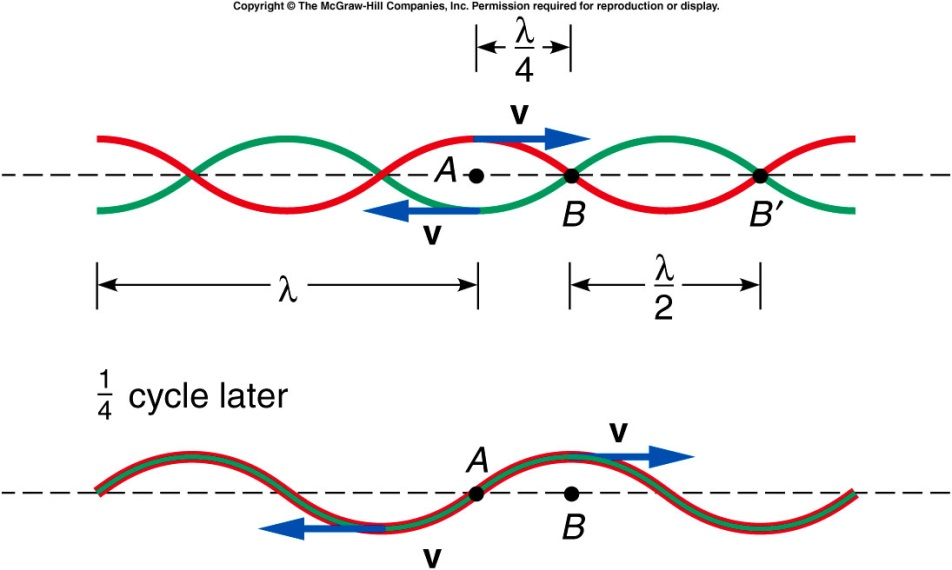 Copyright © The McGraw-Hill Companies, Inc. Permission required for reproduction or display.
λ/4
v
A
B
B′
v
λ
λ/2
1/4 cycle later
v
A
B
v